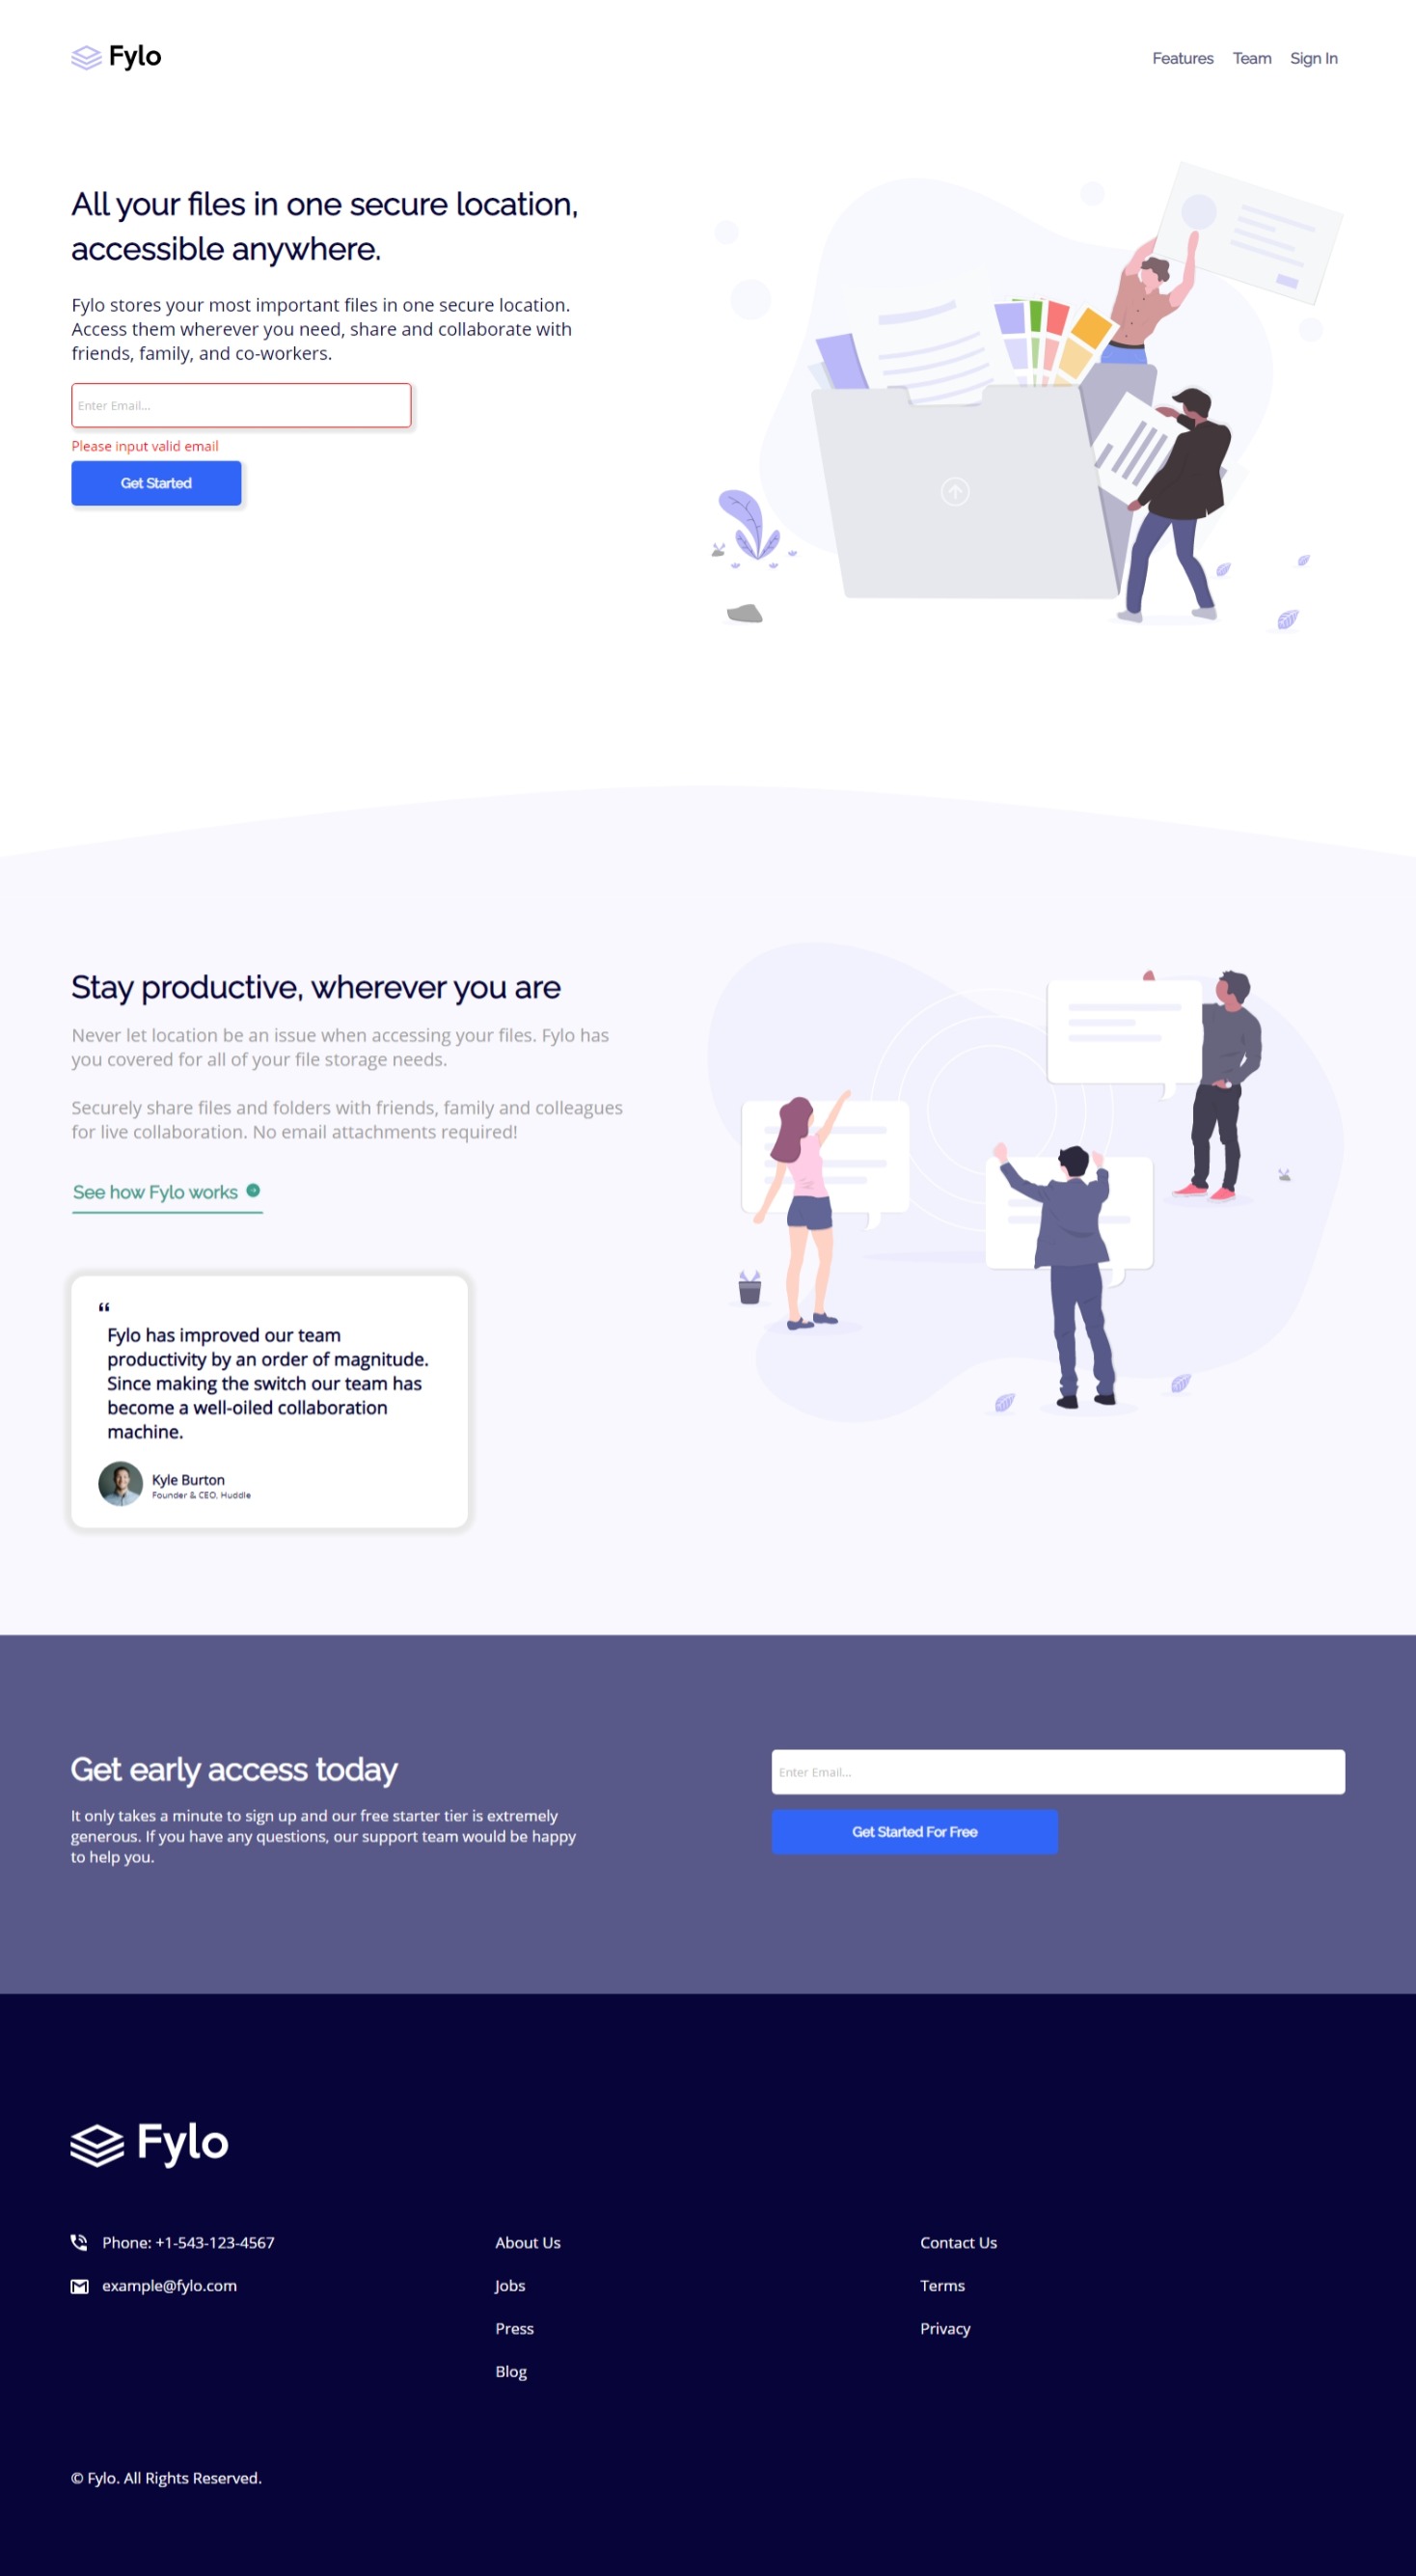 Fylo
Features Team Sign In
All your files in one secure location,
accessible anywhere.
Fylo stores your most important files in one secure location.
Access them wherever you need, share and collaborate with
friends, family, and co-workers.
Enter Email...
Please input valid email
Get Started
Stay productive, wherever you are
Never let location be an issue when accessing your files. Fylo has
you covered for all of your file storage needs.
Securely share files and folders with friends, family and colleagues
for live collaboration. No email attachments required!
See how Fylo works
“
Fylo has improved our team
productivity by an order of magnitude.
Since making the switch our team has
become a well-oiled collaboration
machine.
Kyle Burton
Founder & CEO, Huddle
Get early access today
It only takes a minute to sign up and our free starter tier is extremely
generous. If you have any questions, our support team would be happy
to help you.
Enter Email...
Get Started For Free
Fylo
Phone: +1-543-123-4567
example@fylo.com
About Us
Jobs
Press
Blog
Contact Us
Terms
Privacy
© Fylo. All Rights Reserved.